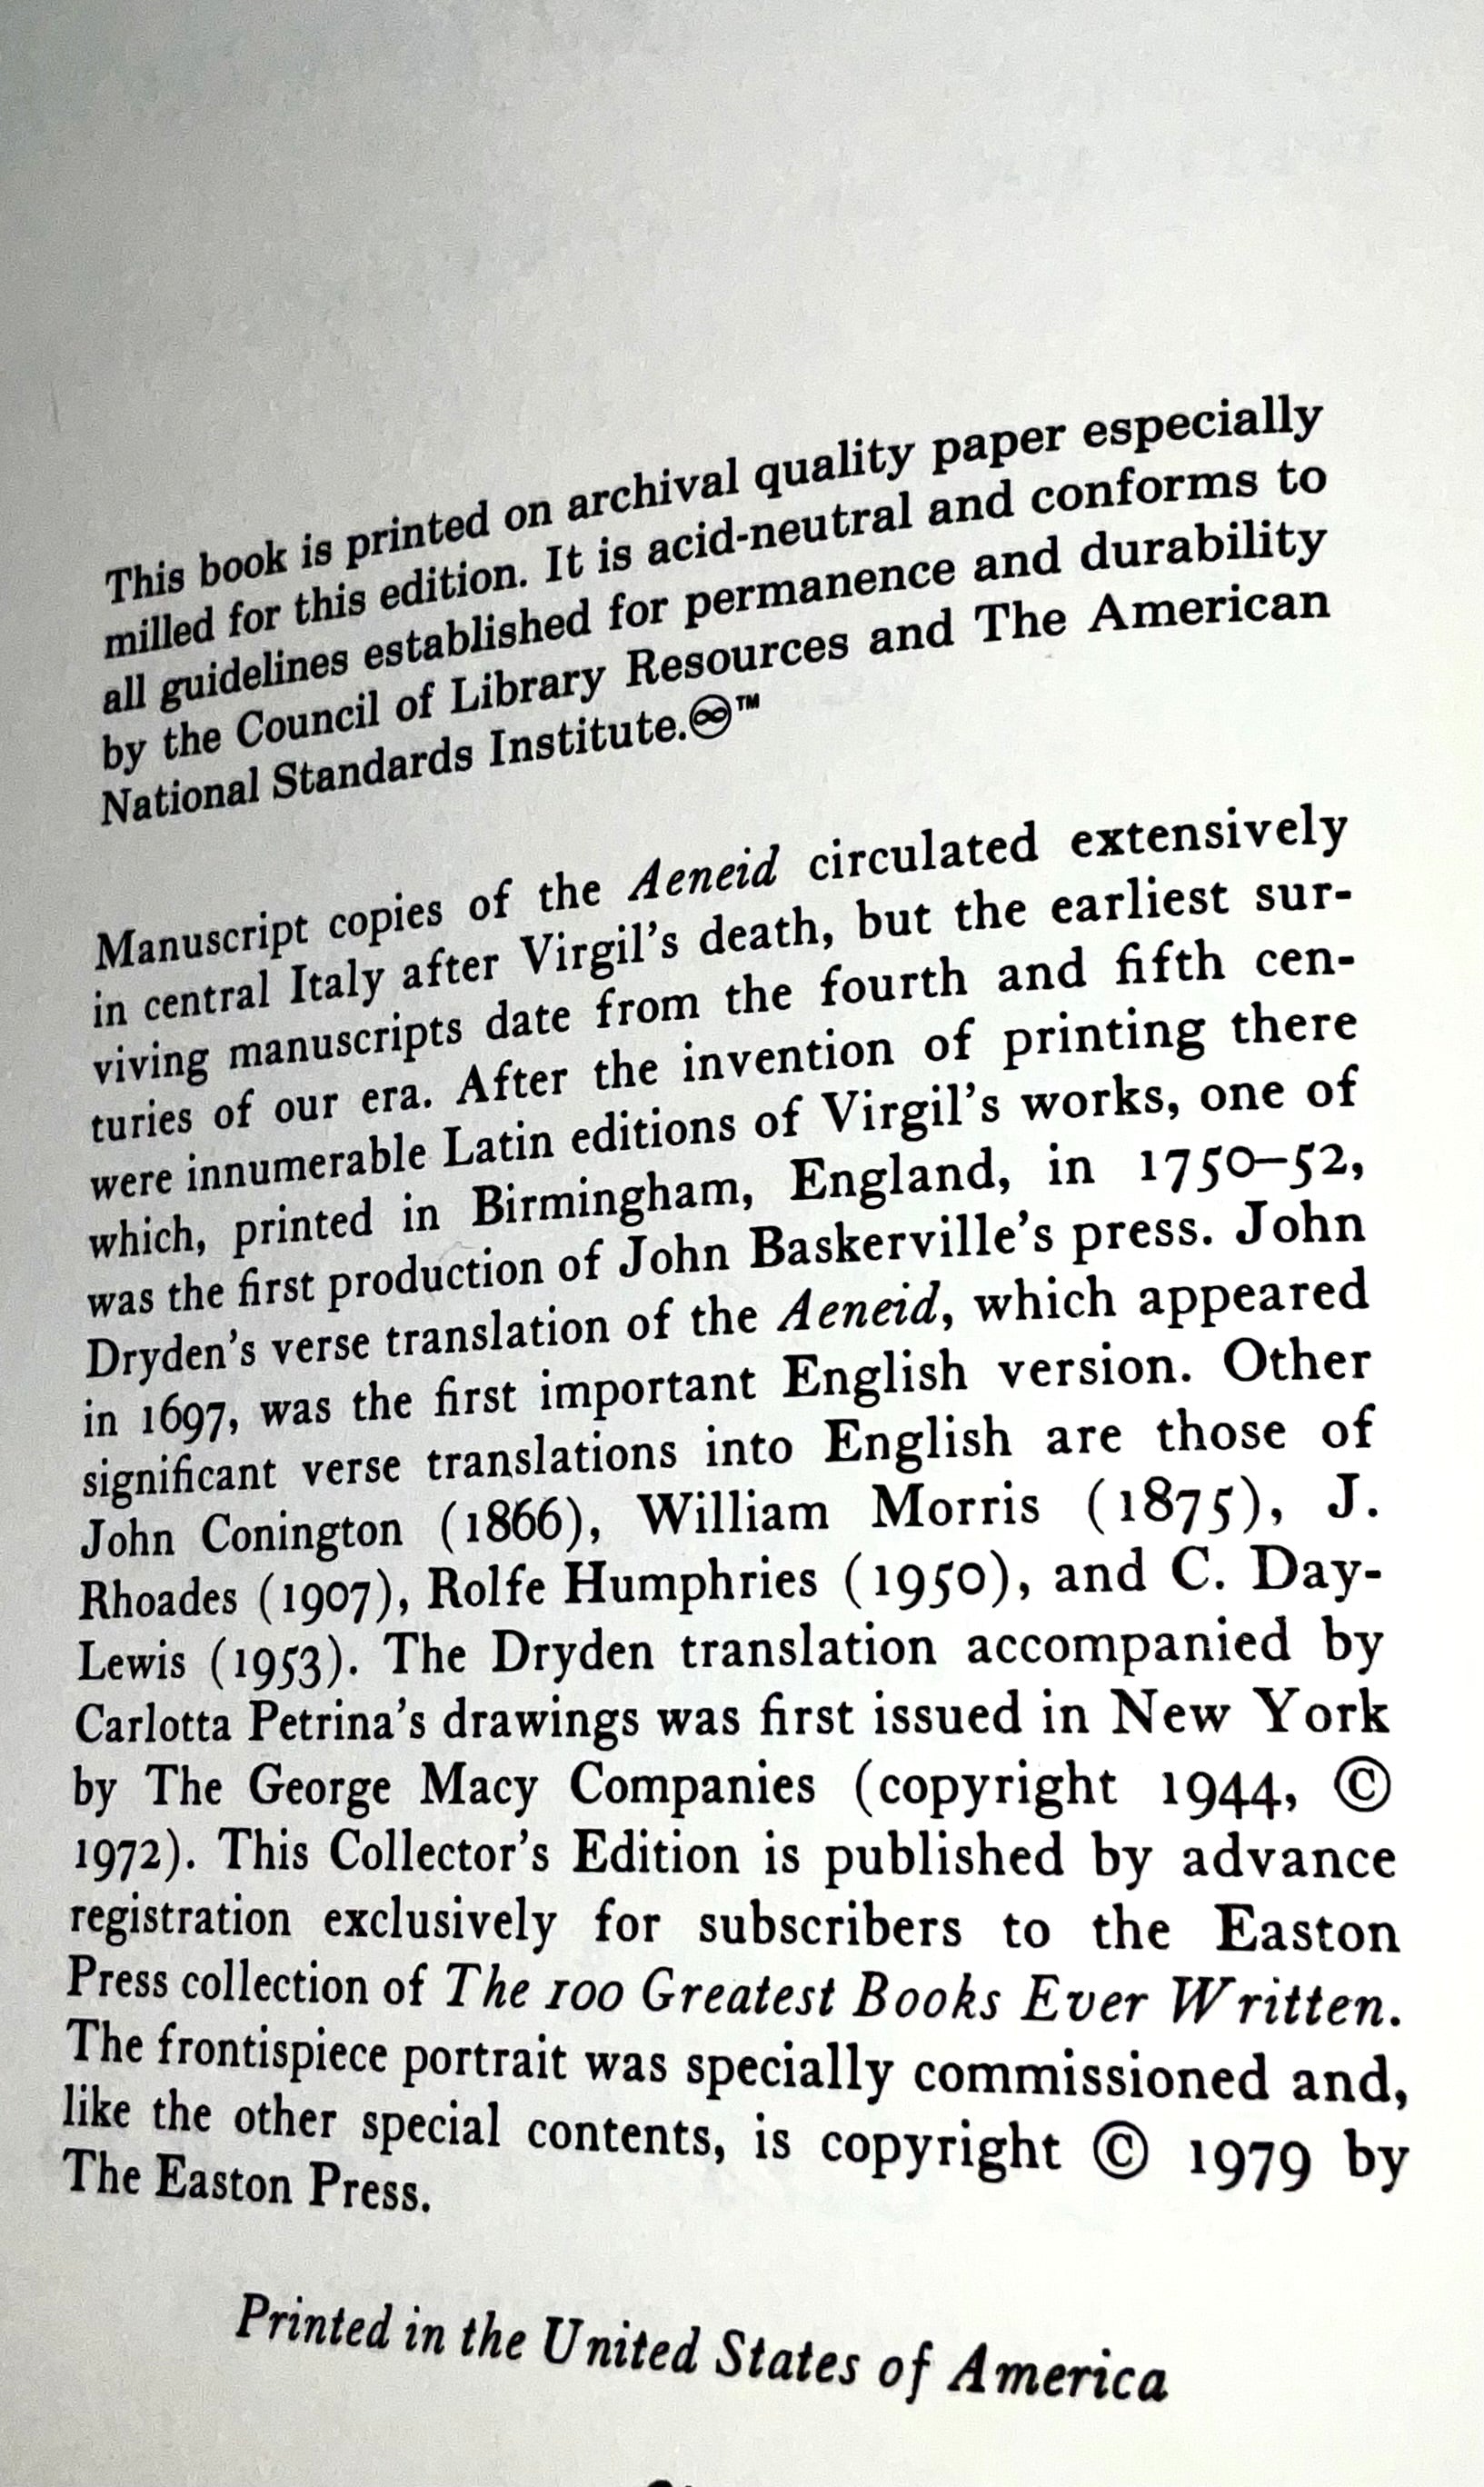 This book is printed on archival quality paper especially
milled for this edition. It is acid-neutral and conforms to
all guidelines established for permanence and durability
by the Council of Library Resources and The American
National Standards Institute.♾™
Manuscript copies of the Aeneid circulated extensively
in central Italy after Virgil's death, but the earliest sur-
viving manuscripts date from the fourth and fifth cen-
turies of our era. After the invention of printing there
were innumerable Latin editions of Virgil's works, one of
which, printed in Birmingham, England, in 1750–52,
was the first production of John Baskerville's press. John
Dryden's verse translation of the Aeneid, which appeared
in 1697, was the first important English version. Other
significant verse translations into English are those of
John Conington (1866), William Morris (1875), J.
Rhoades (1907), Rolfe Humphries (1950), and C. Day-
Lewis (1953). The Dryden translation accompanied by
Carlotta Petrina's drawings was first issued in New York
by The George Macy Companies (copyright 1944, ©
1972). This Collector's Edition is published by advance
registration exclusively for subscribers to the Easton
Press collection of The 100 Greatest Books Ever Written.
The frontispiece portrait was specially commissioned and,
like the other special contents, is copyright © 1979 by
The Easton Press.
Printed in the United States of America